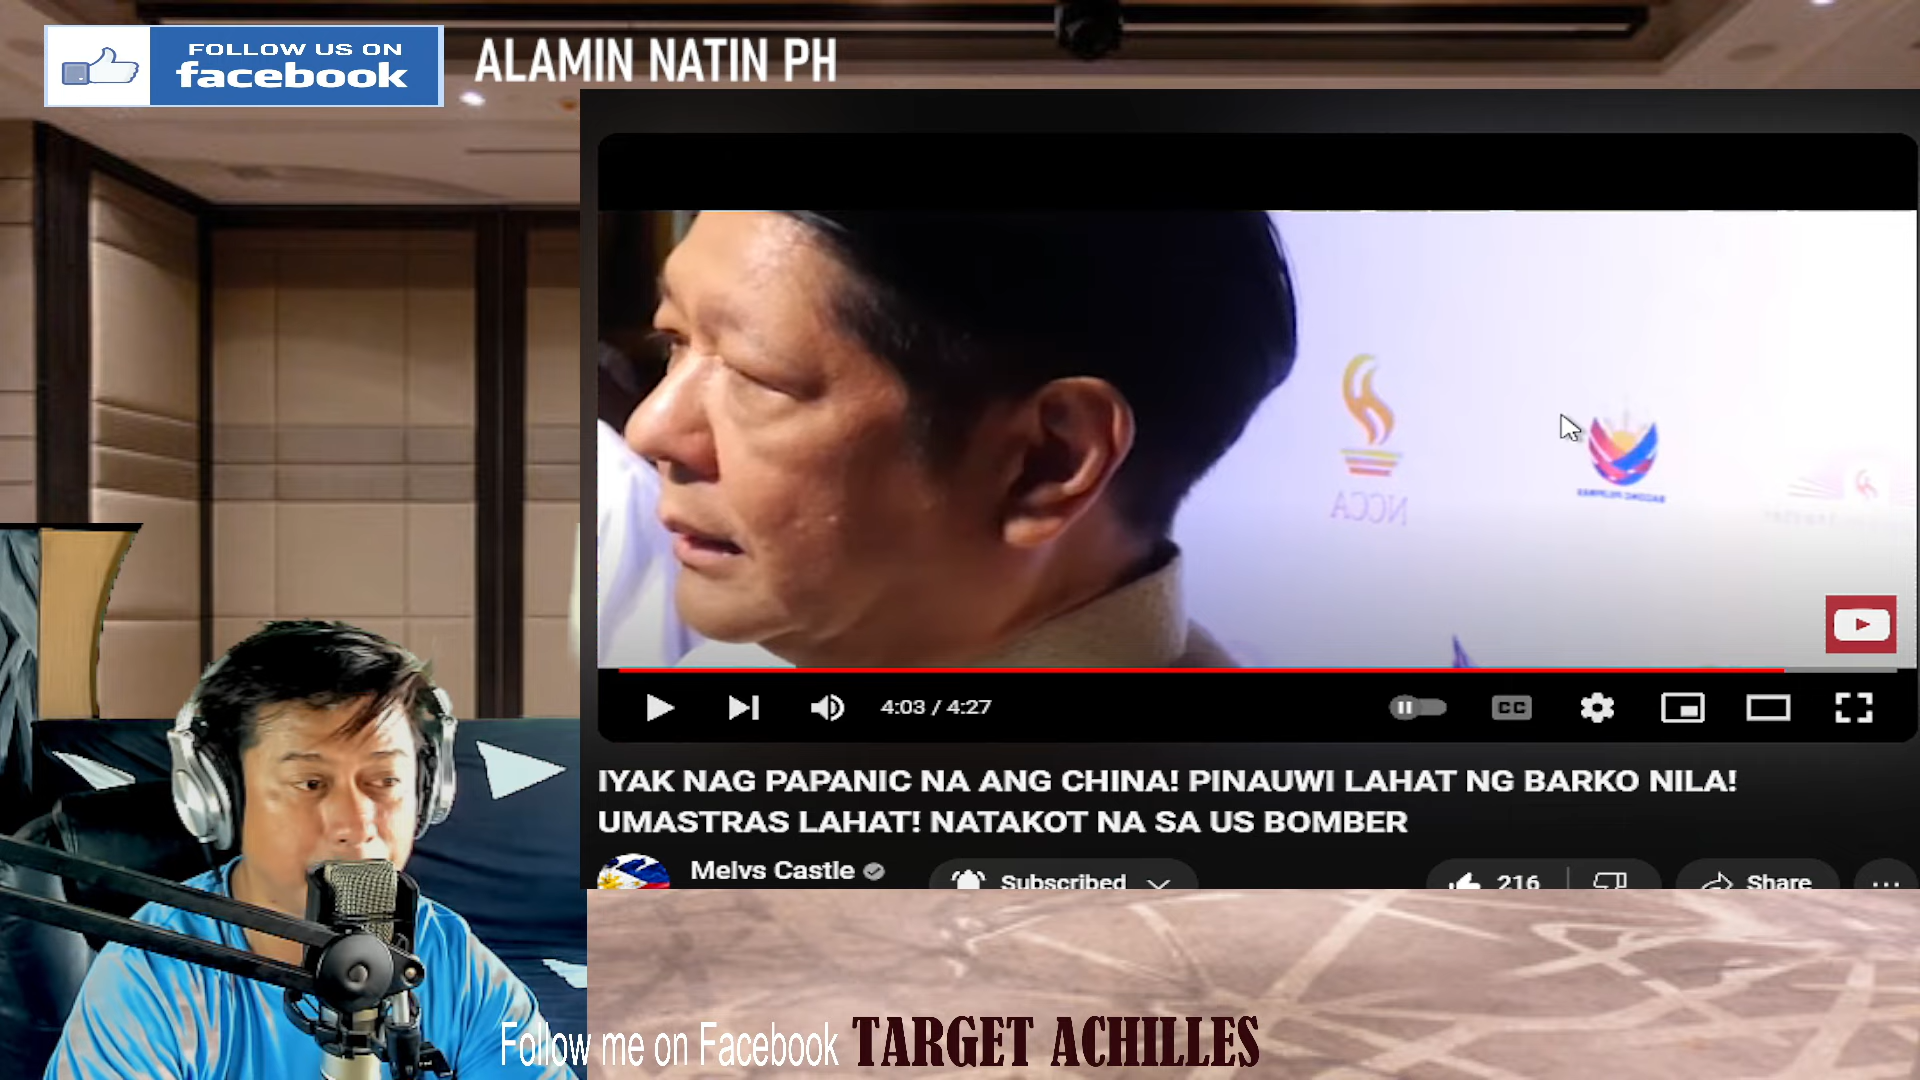 FOLLOW US ON
facebook
ALAMIN NATIN PH
NCCA
4:03 / 4:27
CC
IYAK NAG PAPANIC NA ANG CHINA! PINAUWI LAHAT NG BARKO NILA!
UMASTRAS LAHAT! NATAKOT NA SA US BOMBER
Melvs Castle
Subscribed
216
Share
Follow me on Facebook TARGET ACHILLES